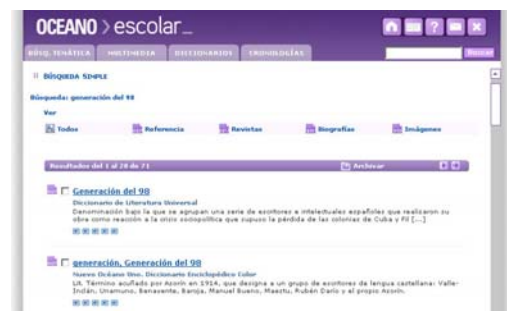 OCEANO > escolar_
BÚSQ. TEMÁTICA MULTIMEDIA DICCIONARIOS CRONOLOGÍAS Buscar
BÚSQUEDA SIMPLE
Búsqueda: generación del 98
Ver
Todos Referencia Revistas Biografías Imágenes
Resultados del 1 al 20 de 71 Archivar
Generación del 98
Diccionario de Literatura Universal
Denominación bajo la que se agrupan una serie de escritores e intelectuales españoles que realizaron su
obra como reacción a la crisis sociopolítica que supuso la pérdida de las colonias de Cuba y Fil [...]
generación, Generación del 98
Nuevo Océano Uno. Diccionario Enciclopédico Color
Lit. Término acuñado por Azorín en 1914, que designa a un grupo de escritores de lengua castellana: Valle-
Inclán, Unamuno, Benavente, Baroja, Manuel Bueno, Maeztu, Rubén Darío y el propio Azorín.